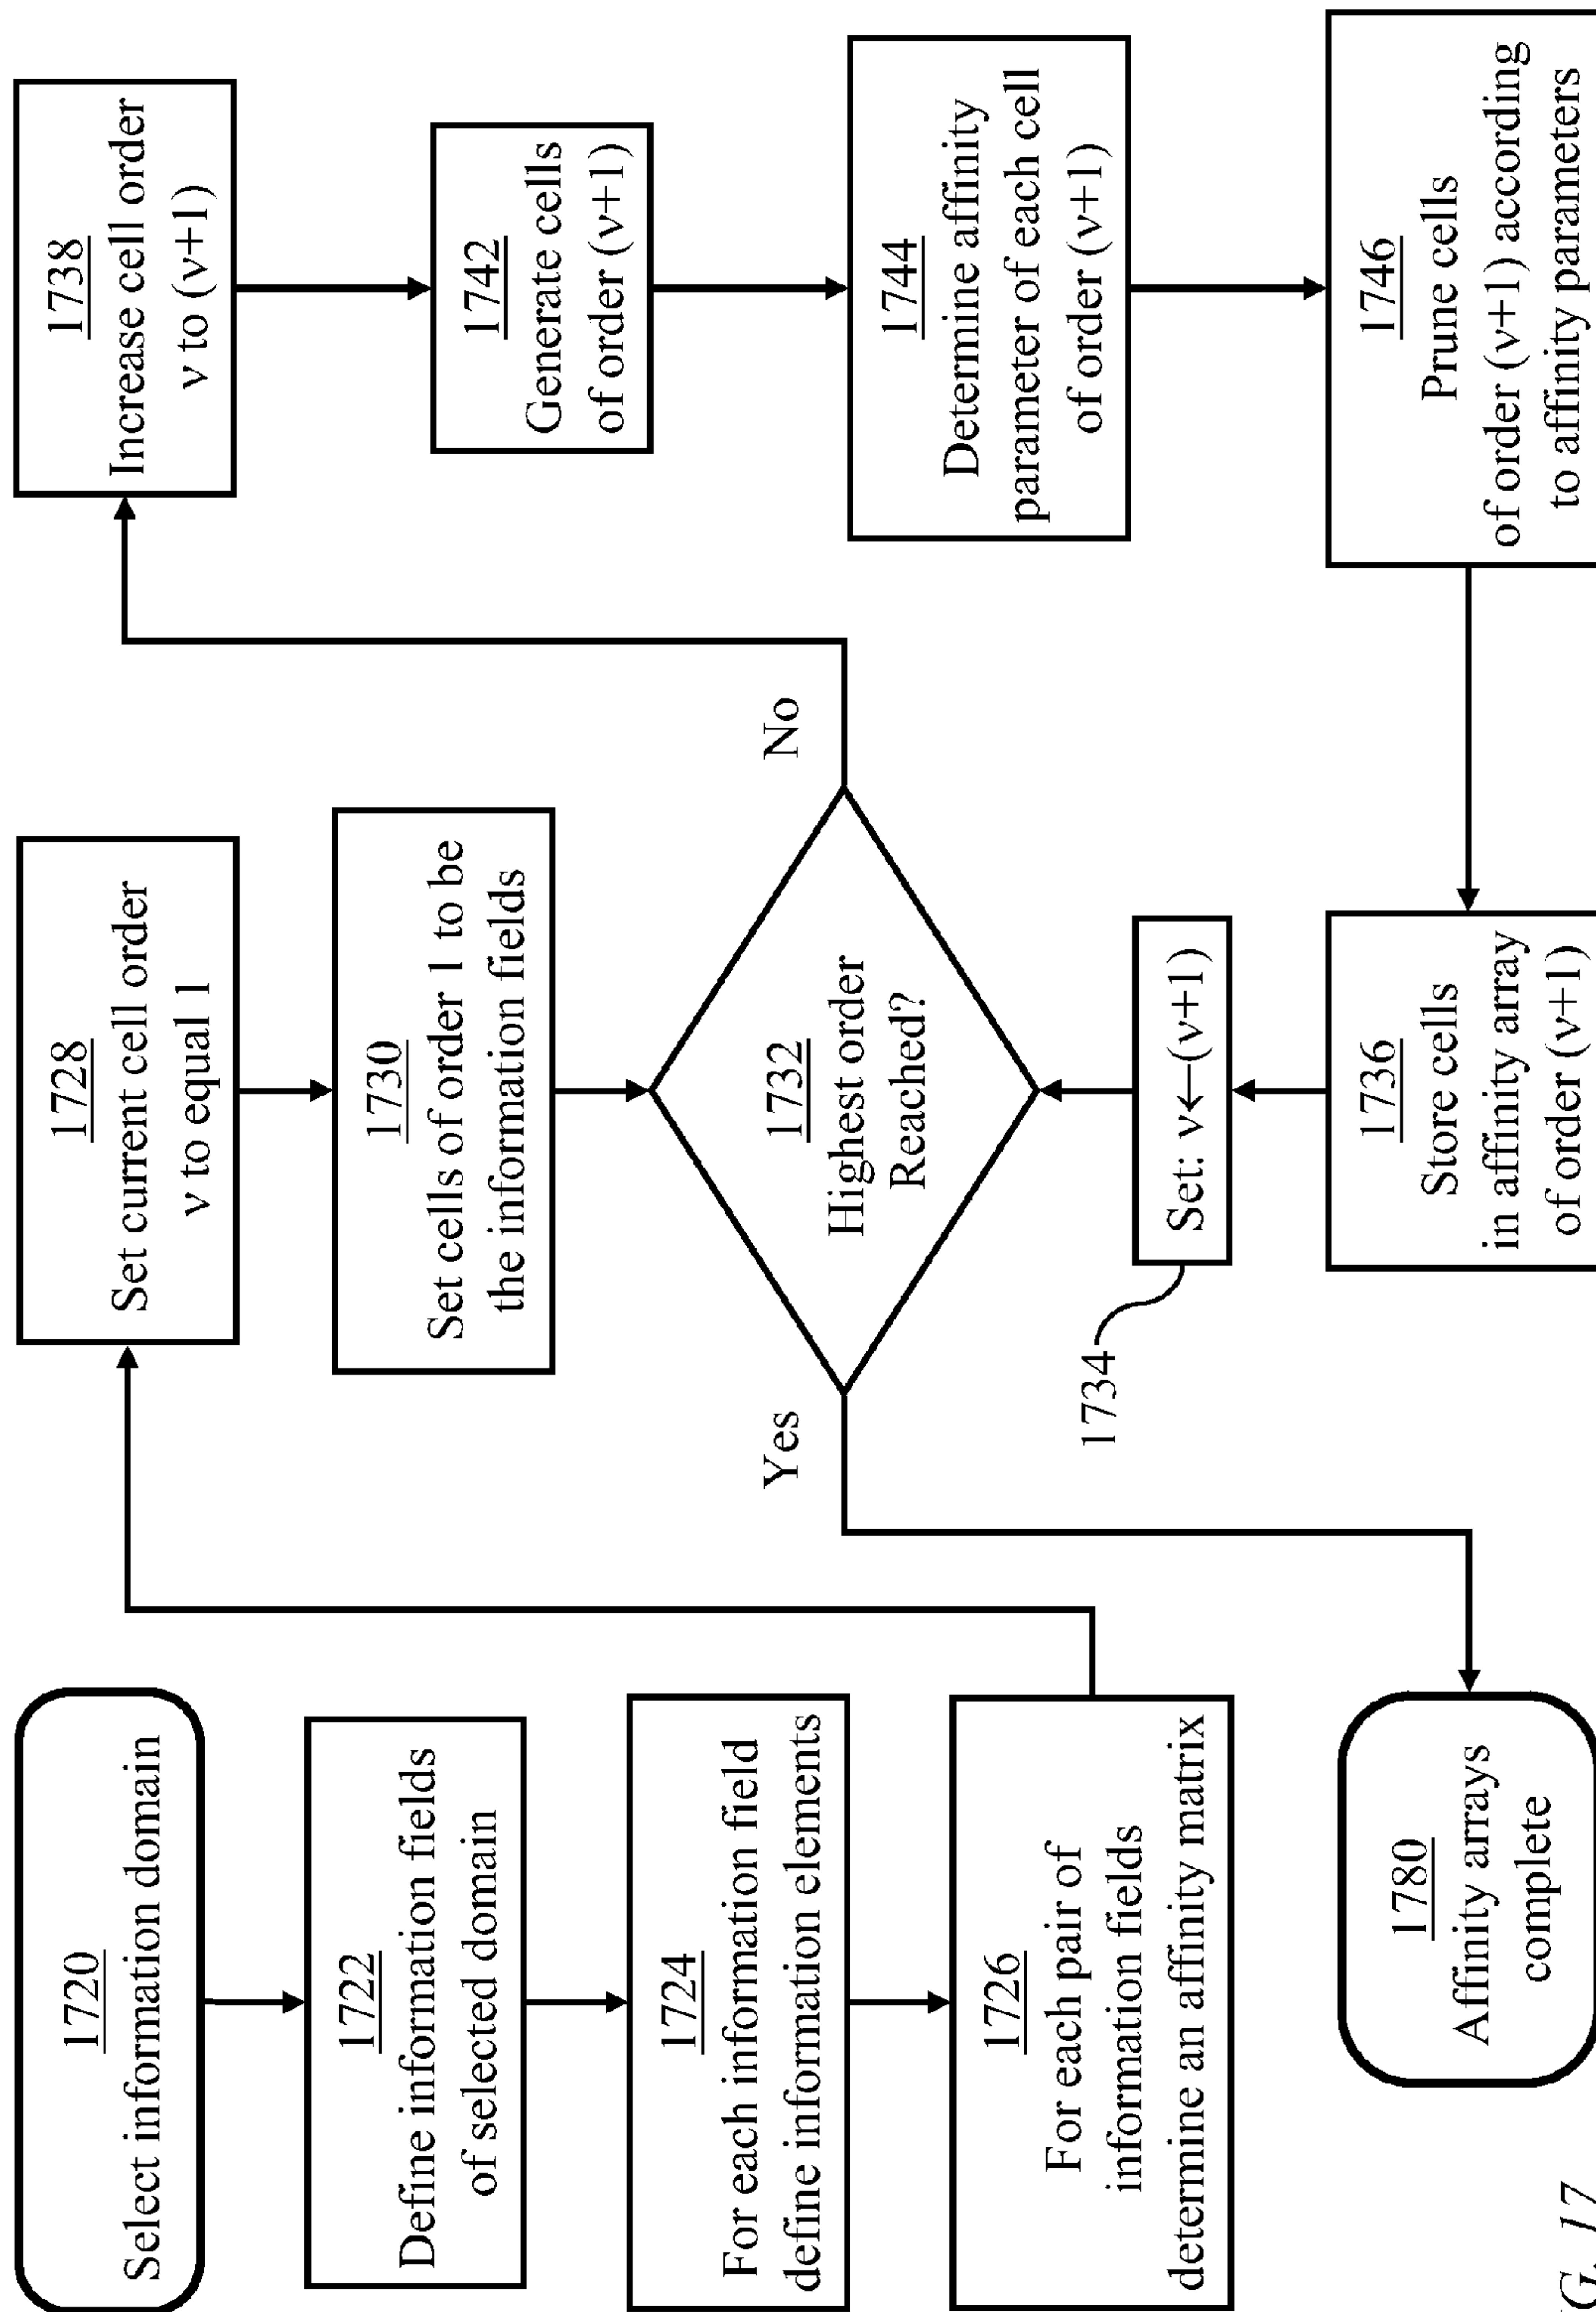 1720
Select information domain
1722
Define information fields
of selected domain
1724
For each information field
define information elements
1726
For each pair of
information fields
determine an affinity matrix
1728
Set current cell order
ν to equal 1
1730
Set cells of order 1 to be
the information fields
1732
Highest order
Reached?
Yes
No
1734
Set: ν←(ν+1)
1736
Store cells
in affinity array
of order (ν+1)
1738
Increase cell order
ν to (ν+1)
1742
Generate cells
of order (ν+1)
1744
Determine affinity
parameter of each cell
of order (ν+1)
1746
Prune cells
of order (ν+1) according
to affinity parameters
1780
Affinity arrays
complete
G. 17